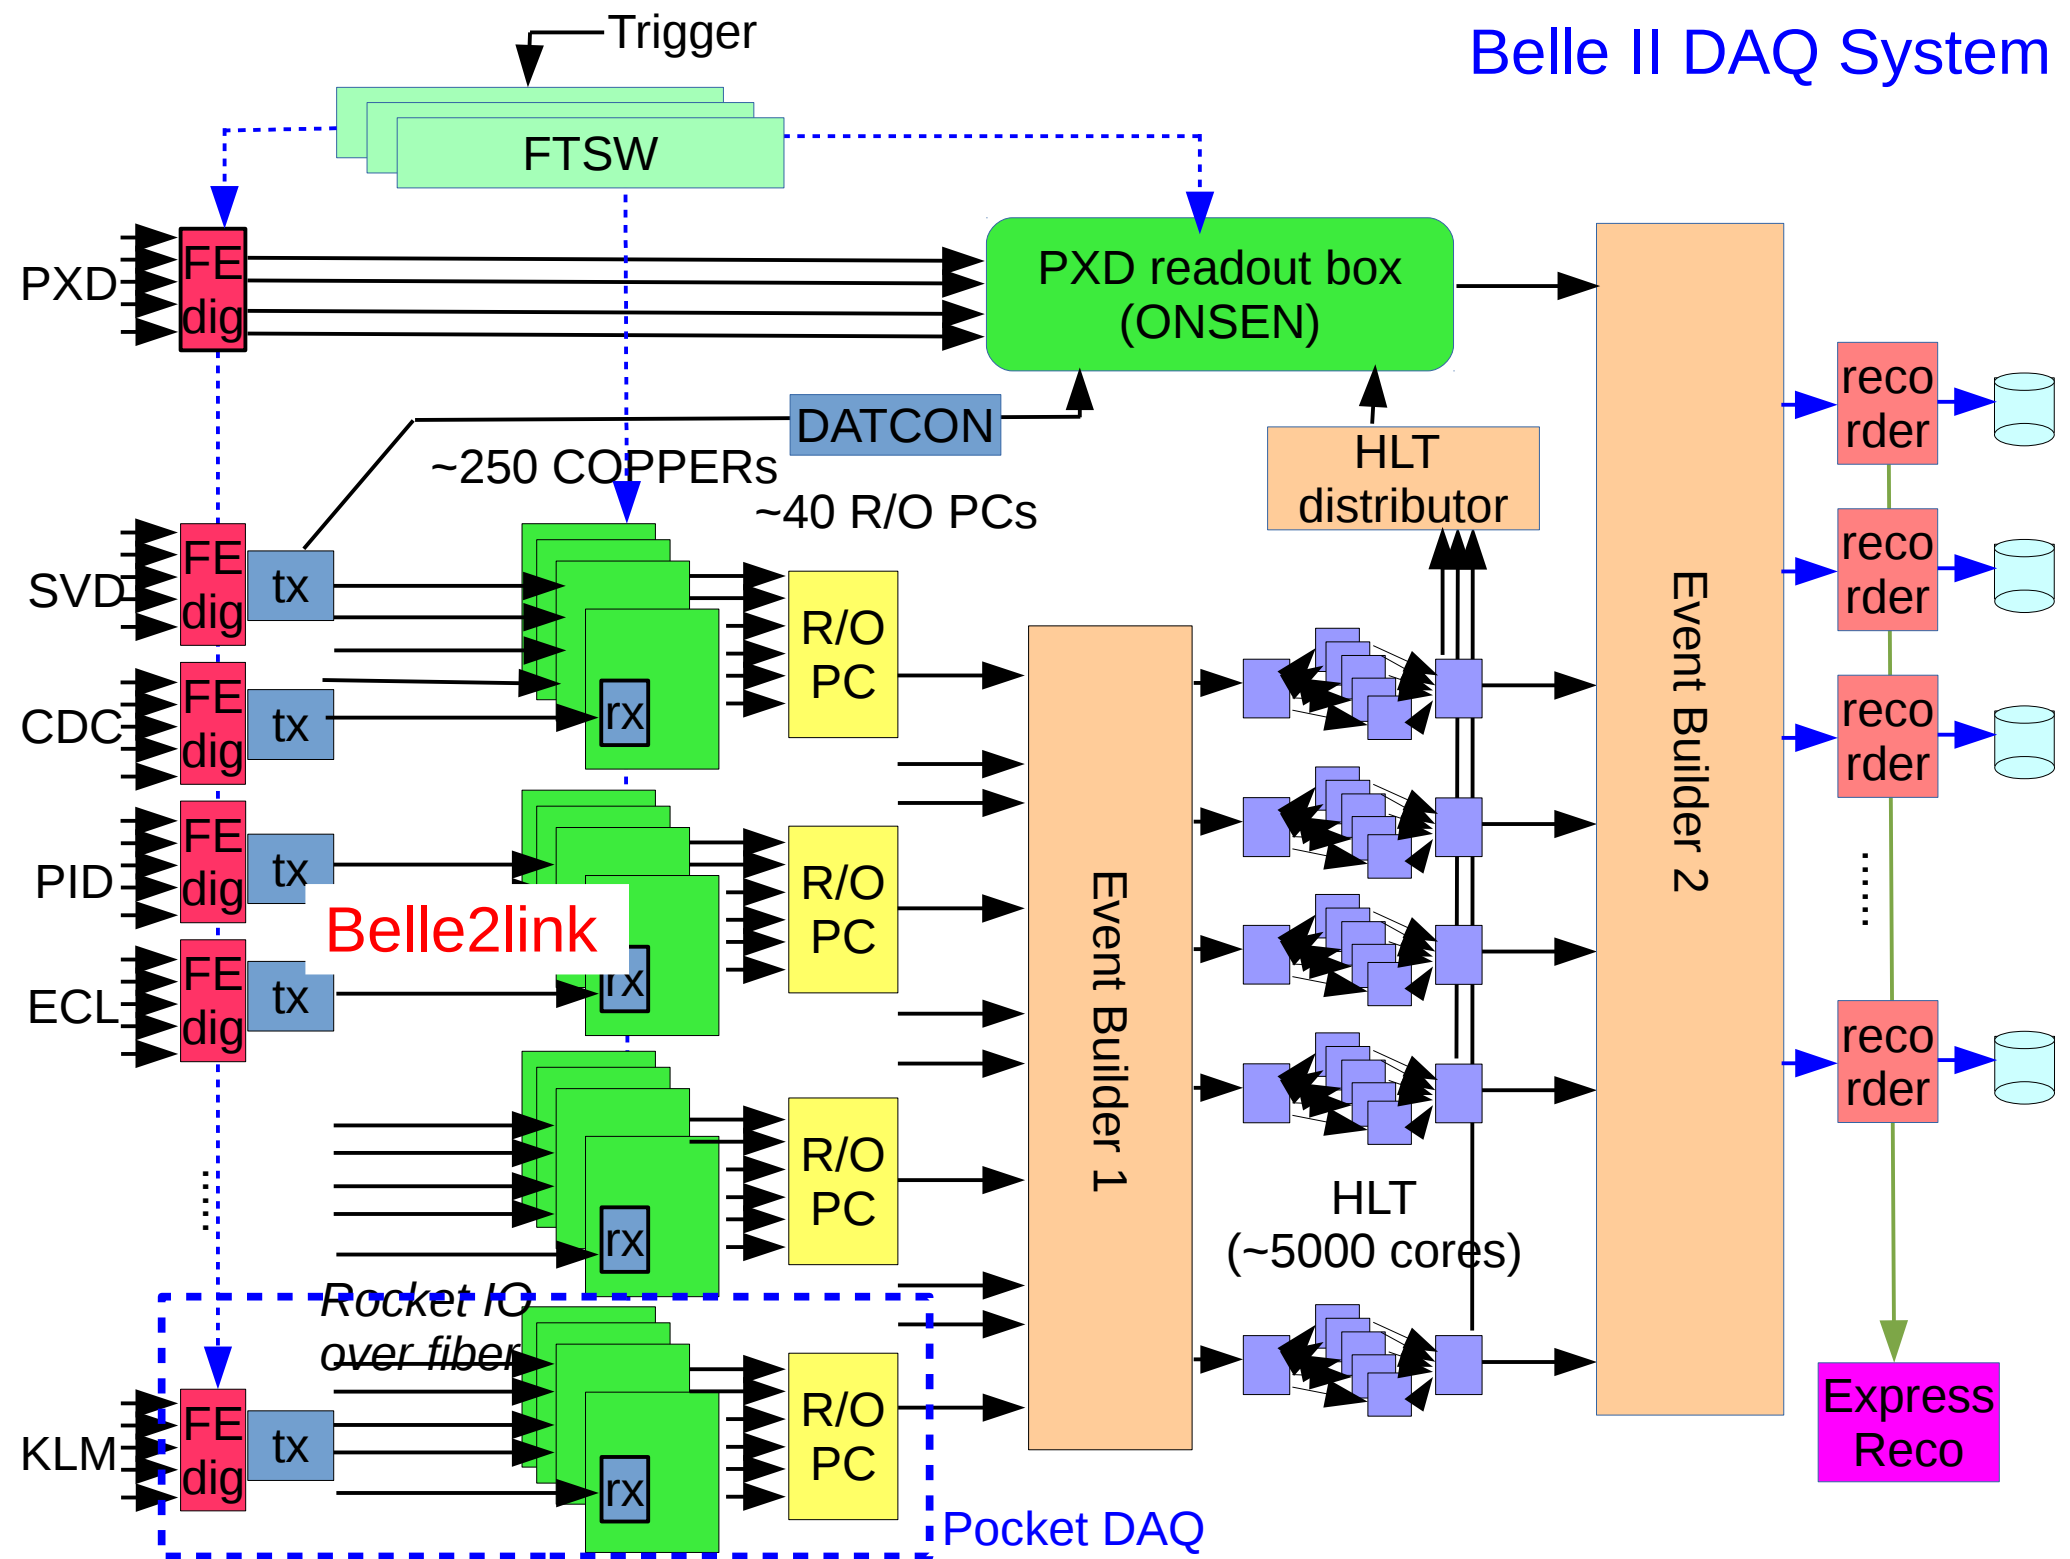 Trigger
Belle II DAQ System
FTSW
PXD
FE
dig
PXD readout box
(ONSEN)
DATCON
~250 COPPERs
~40 R/O PCs
HLT
distributor
SVD
FE
dig
tx
R/O
PC
rx
CDC
FE
dig
tx
PID
FE
dig
tx
Belle2link
R/O
PC
rx
ECL
FE
dig
tx
......
R/O
PC
rx
Rocket IO
over fiber
KLM
FE
dig
tx
R/O
PC
rx
Pocket DAQ
Event Builder 1
HLT
(~5000 cores)
Event Builder 2
reco
rder
reco
rder
reco
rder
......
reco
rder
Express
Reco